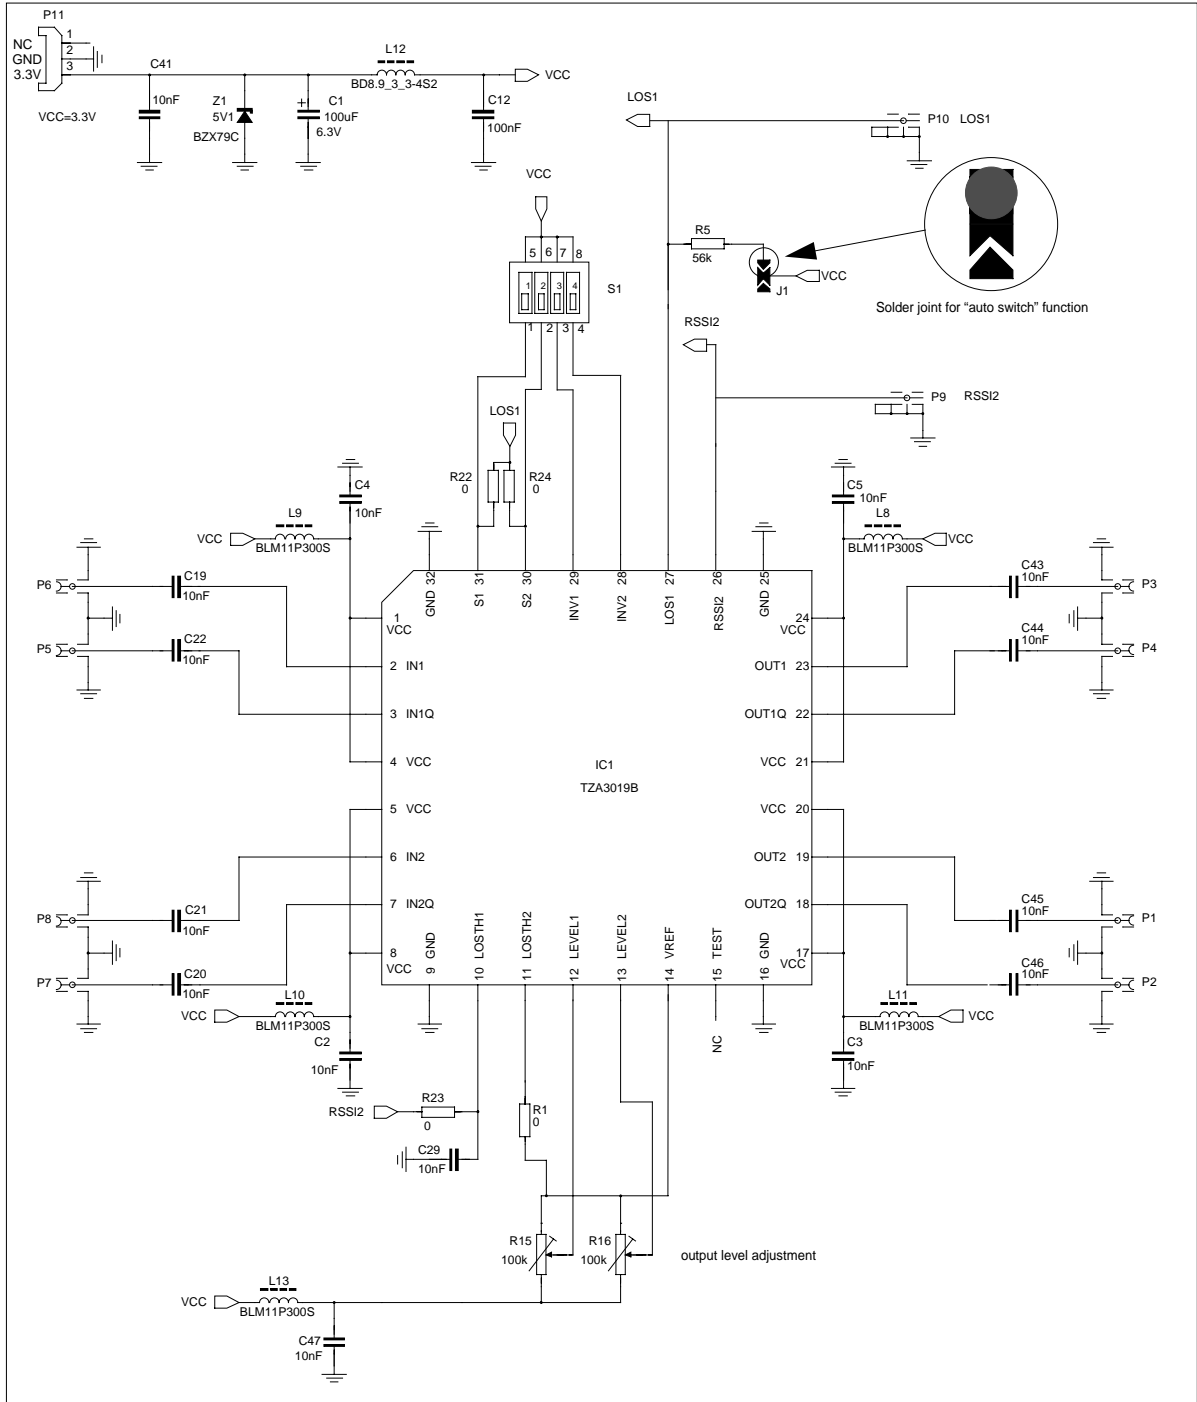 P11
NC 1
GND 2
3.3V 3
VCC=3.3V
C41
10nF
Z1
5V1
BZX79C
+
C1
100uF
6.3V
L12
BD8.9_3_3-4S2
C12
100nF
VCC
LOS1
P10 LOS1
VCC
5 6 7 8
1 2 3 4
S1
1 2 3 4
R5
56k
VCC
J1
Solder joint for “auto switch” function
RSSI2
P9 RSSI2
LOS1
R22
0
R24
0
C4
10nF
L9
VCC
BLM11P300S
C5
10nF
L8
VCC
BLM11P300S
P6
C19
10nF
P5
C22
10nF
C43
10nF
P3
C44
10nF
P4
GND 32
S1 31
S2 30
INV1 29
INV2 28
LOS1 27
RSSI2 26
GND 25
1 VCC
2 IN1
3 IN1Q
4 VCC
5 VCC
6 IN2
7 IN2Q
8 VCC
24 VCC
OUT1 23
OUT1Q 22
VCC 21
VCC 20
OUT2 19
OUT2Q 18
17 VCC
IC1
TZA3019B
9 GND
10 LOSTH1
11 LOSTH2
12 LEVEL1
13 LEVEL2
14 VREF
15 TEST
16 GND
P8
C21
10nF
P7
C20
10nF
C45
10nF
P1
C46
10nF
P2
L10
VCC
BLM11P300S
C2
10nF
NC
L11
VCC
BLM11P300S
C3
10nF
RSSI2
R23
0
R1
0
C29
10nF
R15
100k
R16
100k
output level adjustment
L13
VCC
BLM11P300S
C47
10nF